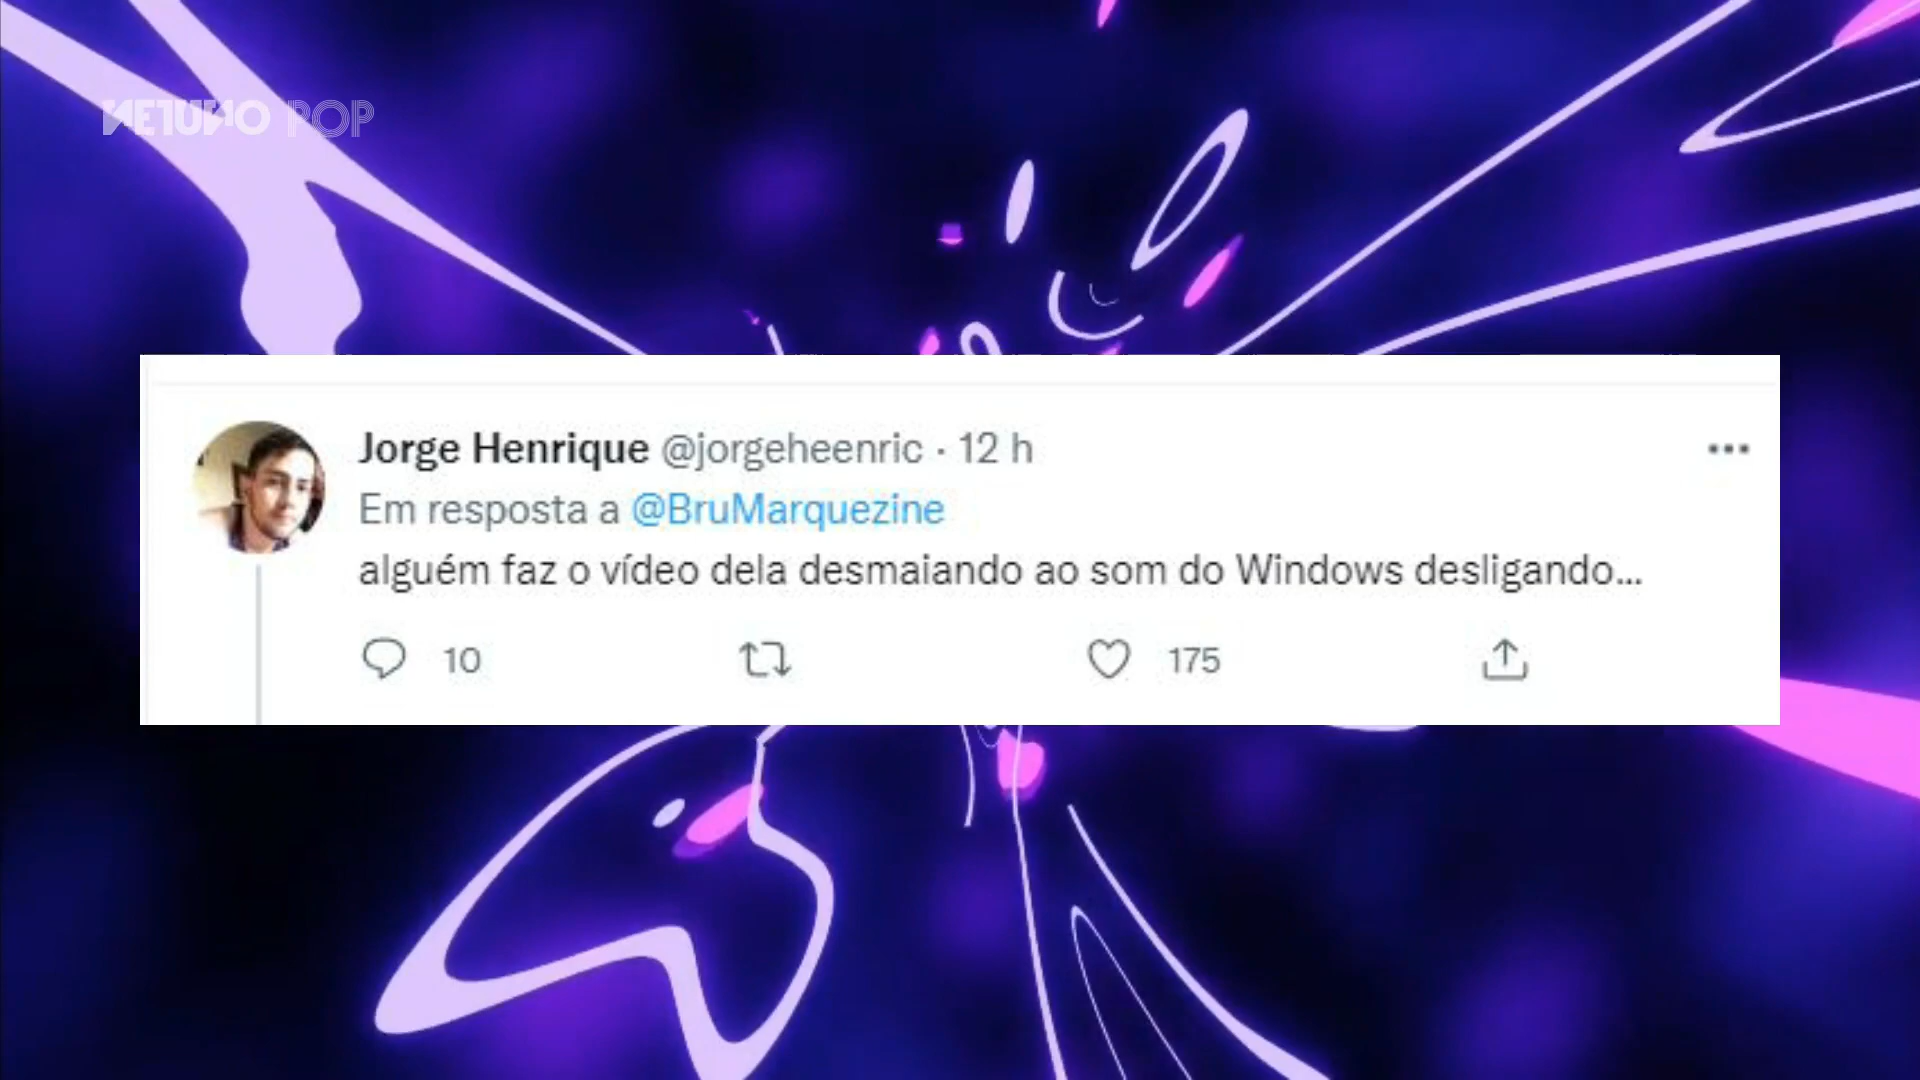 NETUNO POP
Jorge Henrique @jorgeheenric · 12 h
Em resposta a @BruMarquezine
alguém faz o vídeo dela desmaiando ao som do Windows desligando...
10 175